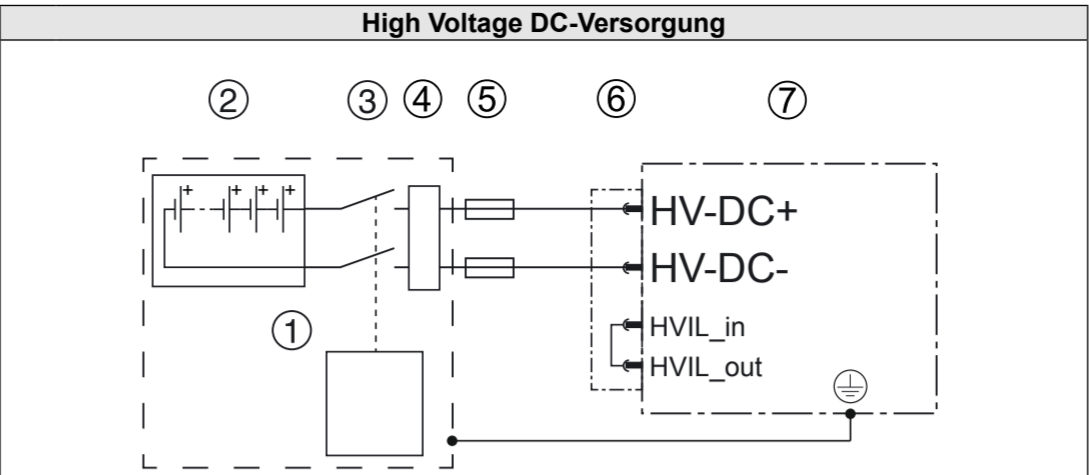 High Voltage DC-Versorgung
② ③ ④ ⑤ ⑥ ⑦
+ + + +
HV-DC+
HV-DC-
①
HVIL_in
HVIL_out